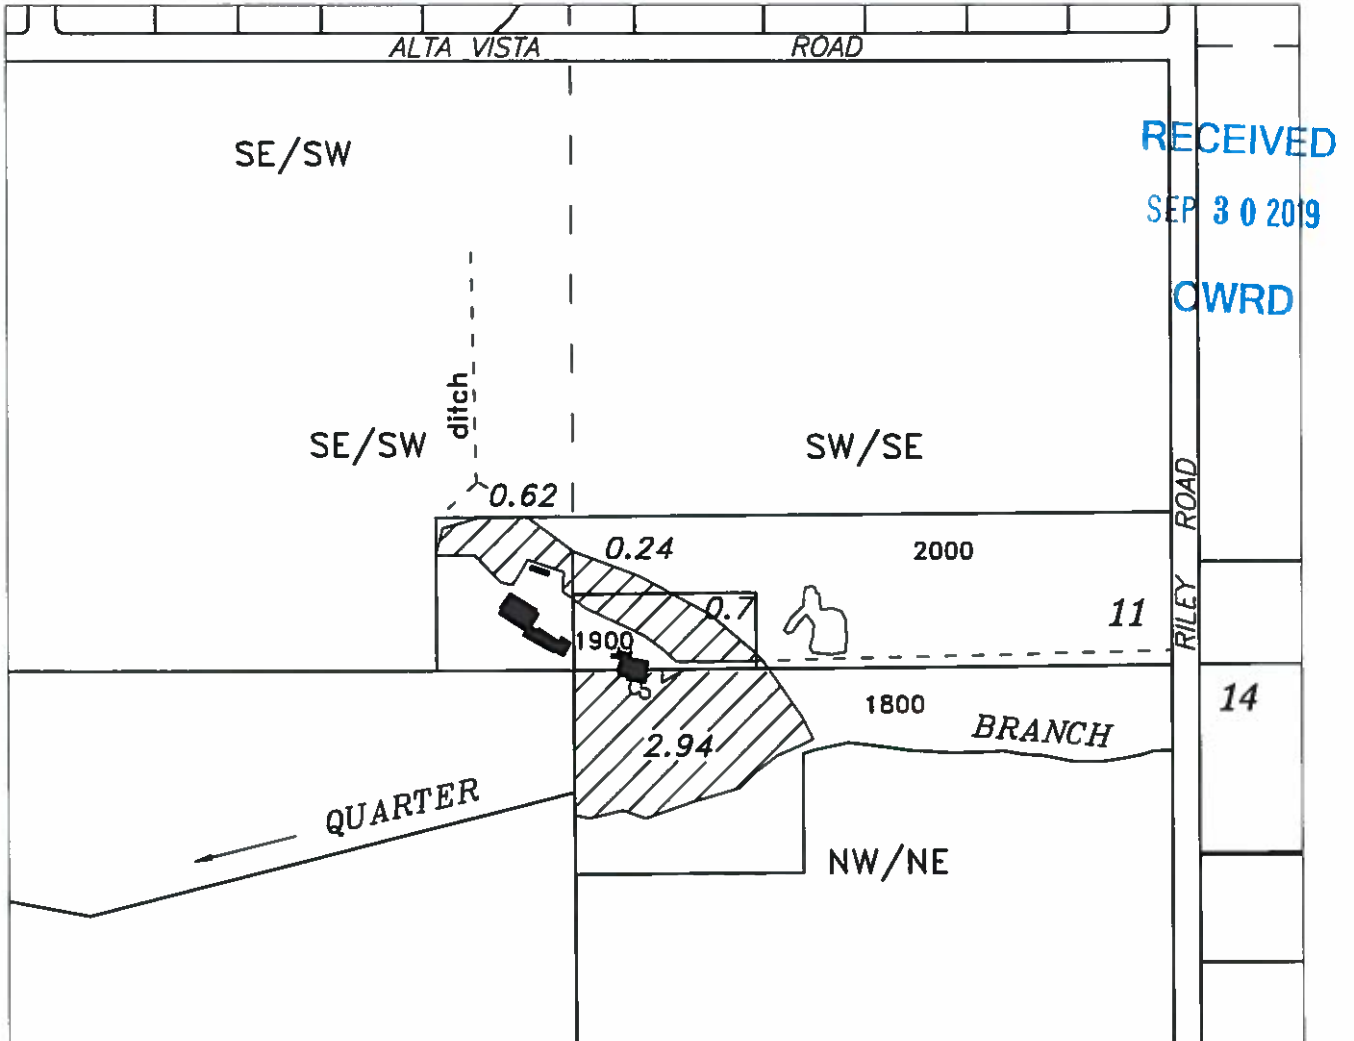 ALTA VISTA ROAD
SE/SW
RECEIVED
SEP 30 2019
OWRD
ditch
SE/SW
SW/SE
0.62
RILEY ROAD
0.24
2000
0.7
11
1900
14
1800
BRANCH
2.94
QUARTER
NW/NE